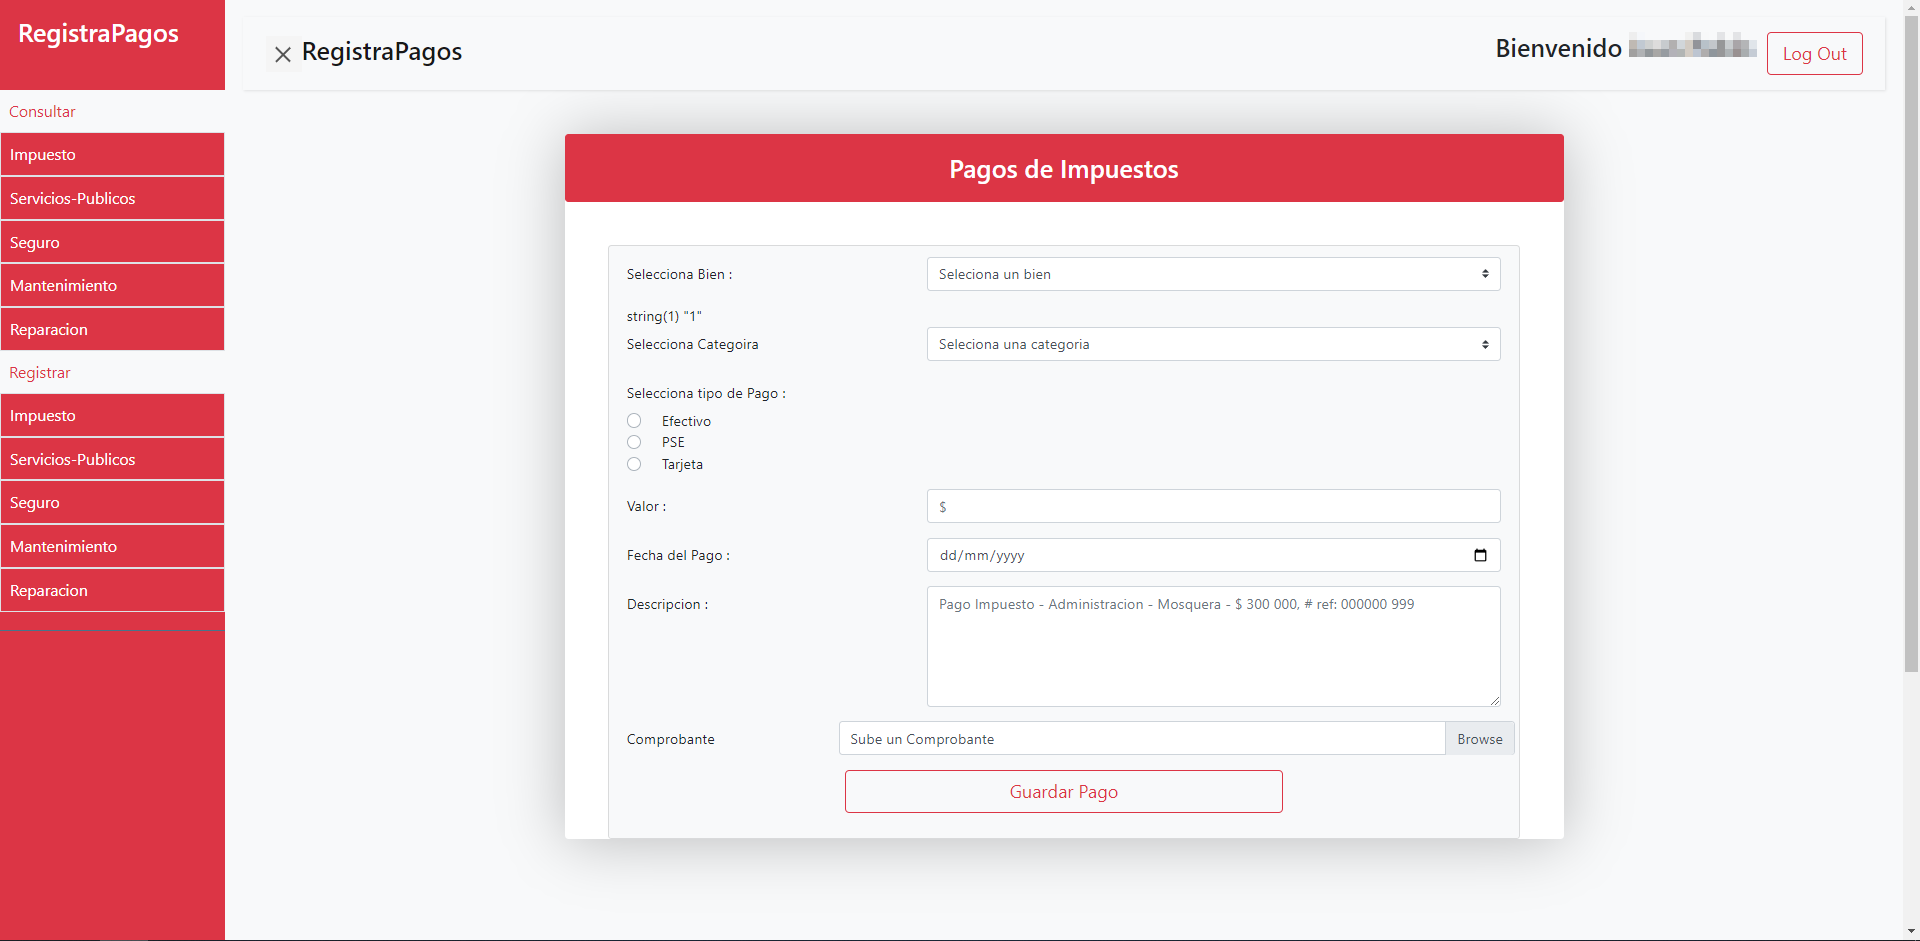 RegistraPagos
Consultar
Impuesto
Servicios-Publicos
Seguro
Mantenimiento
Reparacion
Registrar
Impuesto
Servicios-Publicos
Seguro
Mantenimiento
Reparacion
RegistraPagos
Bienvenido
Log Out
Pagos de Impuestos
Selecciona Bien :
Seleciona un bien
string(1) "1"
Selecciona Categoira
Seleciona una categoria
Selecciona tipo de Pago :
Efectivo
PSE
Tarjeta
Valor :
$
Fecha del Pago :
dd/mm/yyyy
Descripcion :
Pago Impuesto - Administracion - Mosquera - $ 300 000, # ref: 000000 999
Comprobante
Sube un Comprobante
Browse
Guardar Pago